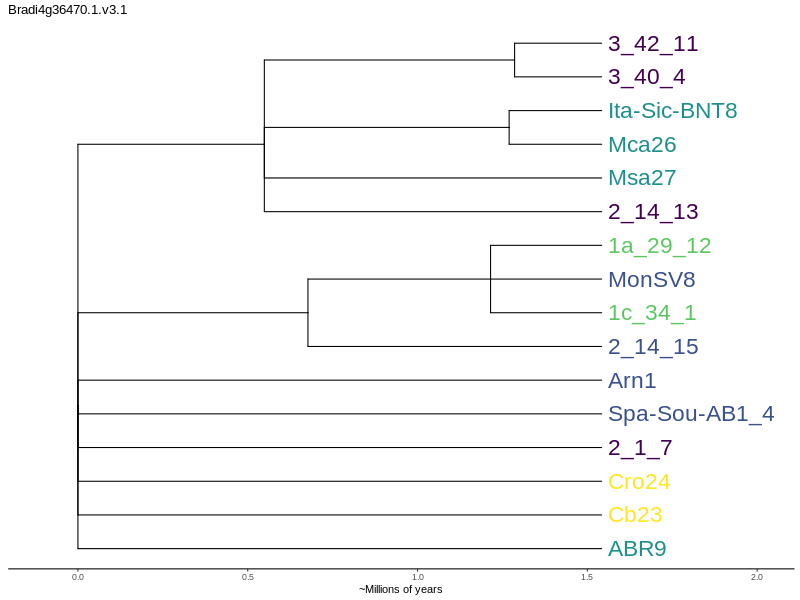 Bradi4g36470.1.v3.1
3_42_11
3_40_4
Ita-Sic-BNT8
Mca26
Msa27
2_14_13
1a_29_12
MonSV8
1c_34_1
2_14_15
Arn1
Spa-Sou-AB1_4
2_1_7
Cro24
Cb23
ABR9
0.0 0.5 1.0 1.5 2.0
~Millions of years